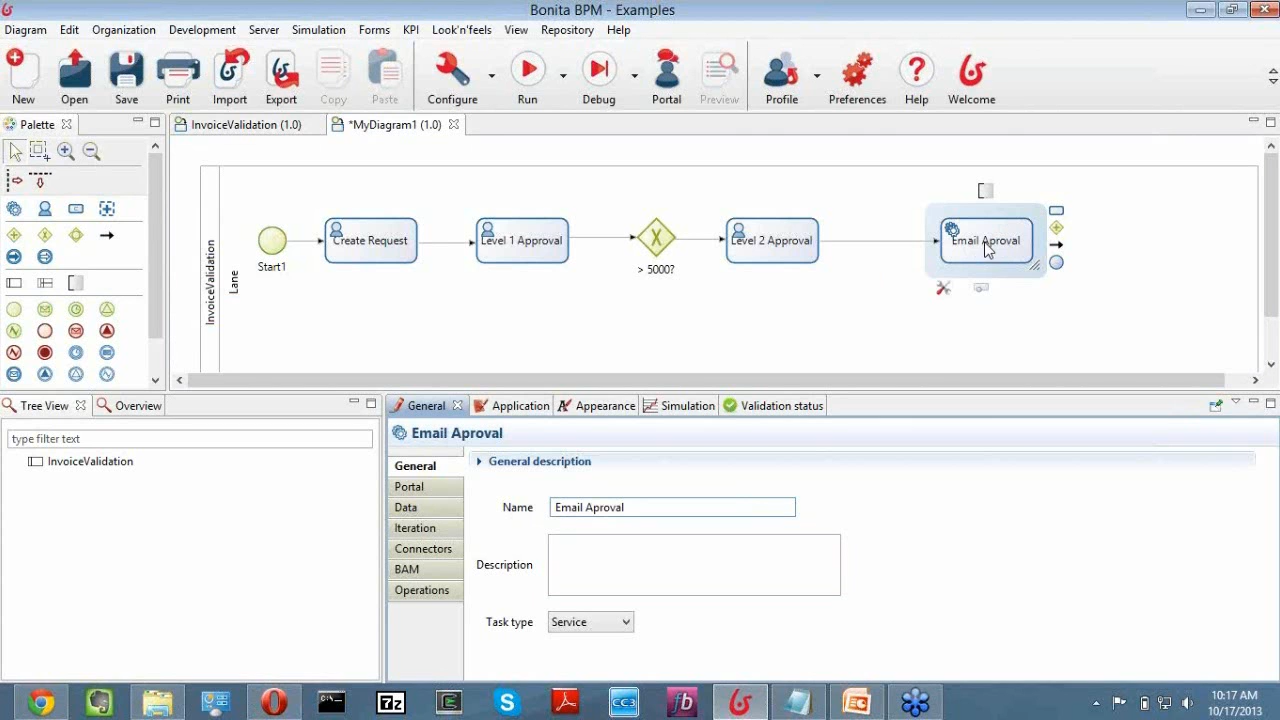 Bonita BPM - Examples
Diagram Edit Organization Development Server Simulation Forms KPI Look'n'feels View Repository Help
New Open Save Print Import Export Copy Paste Configure Run Debug Portal Preview Profile Preferences Help Welcome
Palette
InvoiceValidation (1.0)
*MyDiagram1 (1.0)
InvoiceValidation
Lane
Start1
Create Request
Level 1 Approval
> 5000?
Level 2 Approval
Email Aproval
Tree View
Overview
type filter text
InvoiceValidation
General Application Appearance Simulation Validation status
Email Aproval
General
Portal
Data
Iteration
Connectors
BAM
Operations
General description
Name Email Aproval
Description
Task type Service
7z
CC3
fb
10:17 AM
10/17/2013